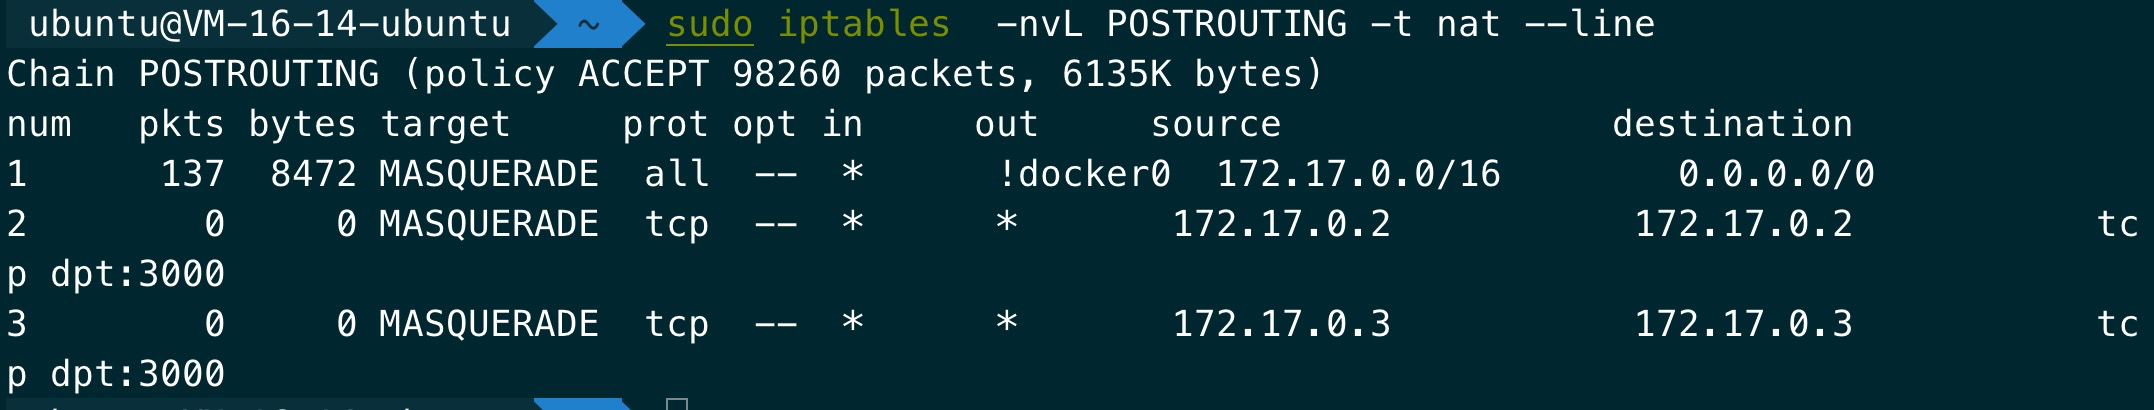 ubuntu@VM-16-14-ubuntu ~ sudo iptables -nvL POSTROUTING -t nat --line
Chain POSTROUTING (policy ACCEPT 98260 packets, 6135K bytes)
num pkts bytes target prot opt in out source destination
1 137 8472 MASQUERADE all -- * !docker0 172.17.0.0/16 0.0.0.0/0
2 0 0 MASQUERADE tcp -- * * 172.17.0.2 172.17.0.2 tc
p dpt:3000
3 0 0 MASQUERADE tcp -- * * 172.17.0.3 172.17.0.3 tc
p dpt:3000